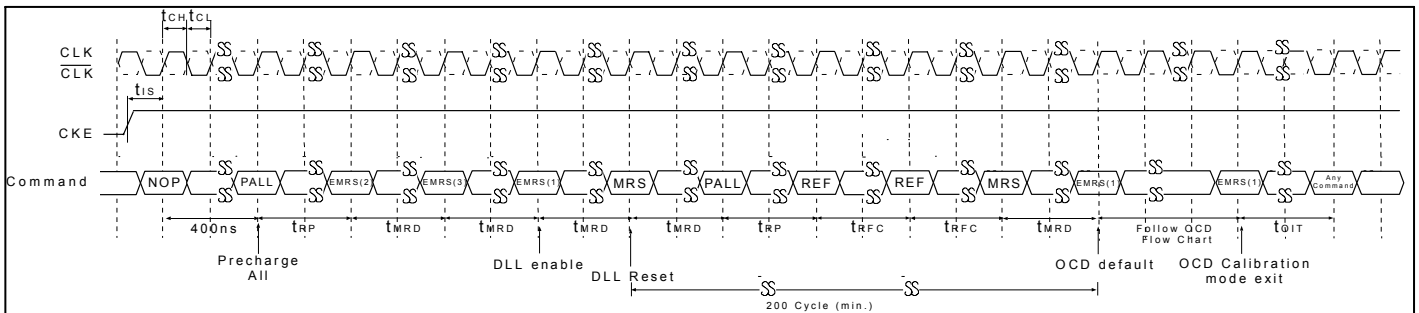 tCH tCL
CLK
CLK
tIS
CKE
Command NOP PALL EMRS(2) EMRS(3) EMRS(1) MRS PALL REF REF MRS EMRS(1) EMRS(1) Any Command
400ns tRP tMRD tMRD tMRD tMRD tRP tRFC tRFC tMRD Follow OCD Flow Chart tOIT
Precharge All
DLL enable
DLL Reset
OCD default
OCD Calibration mode exit
200 Cycle (min.)